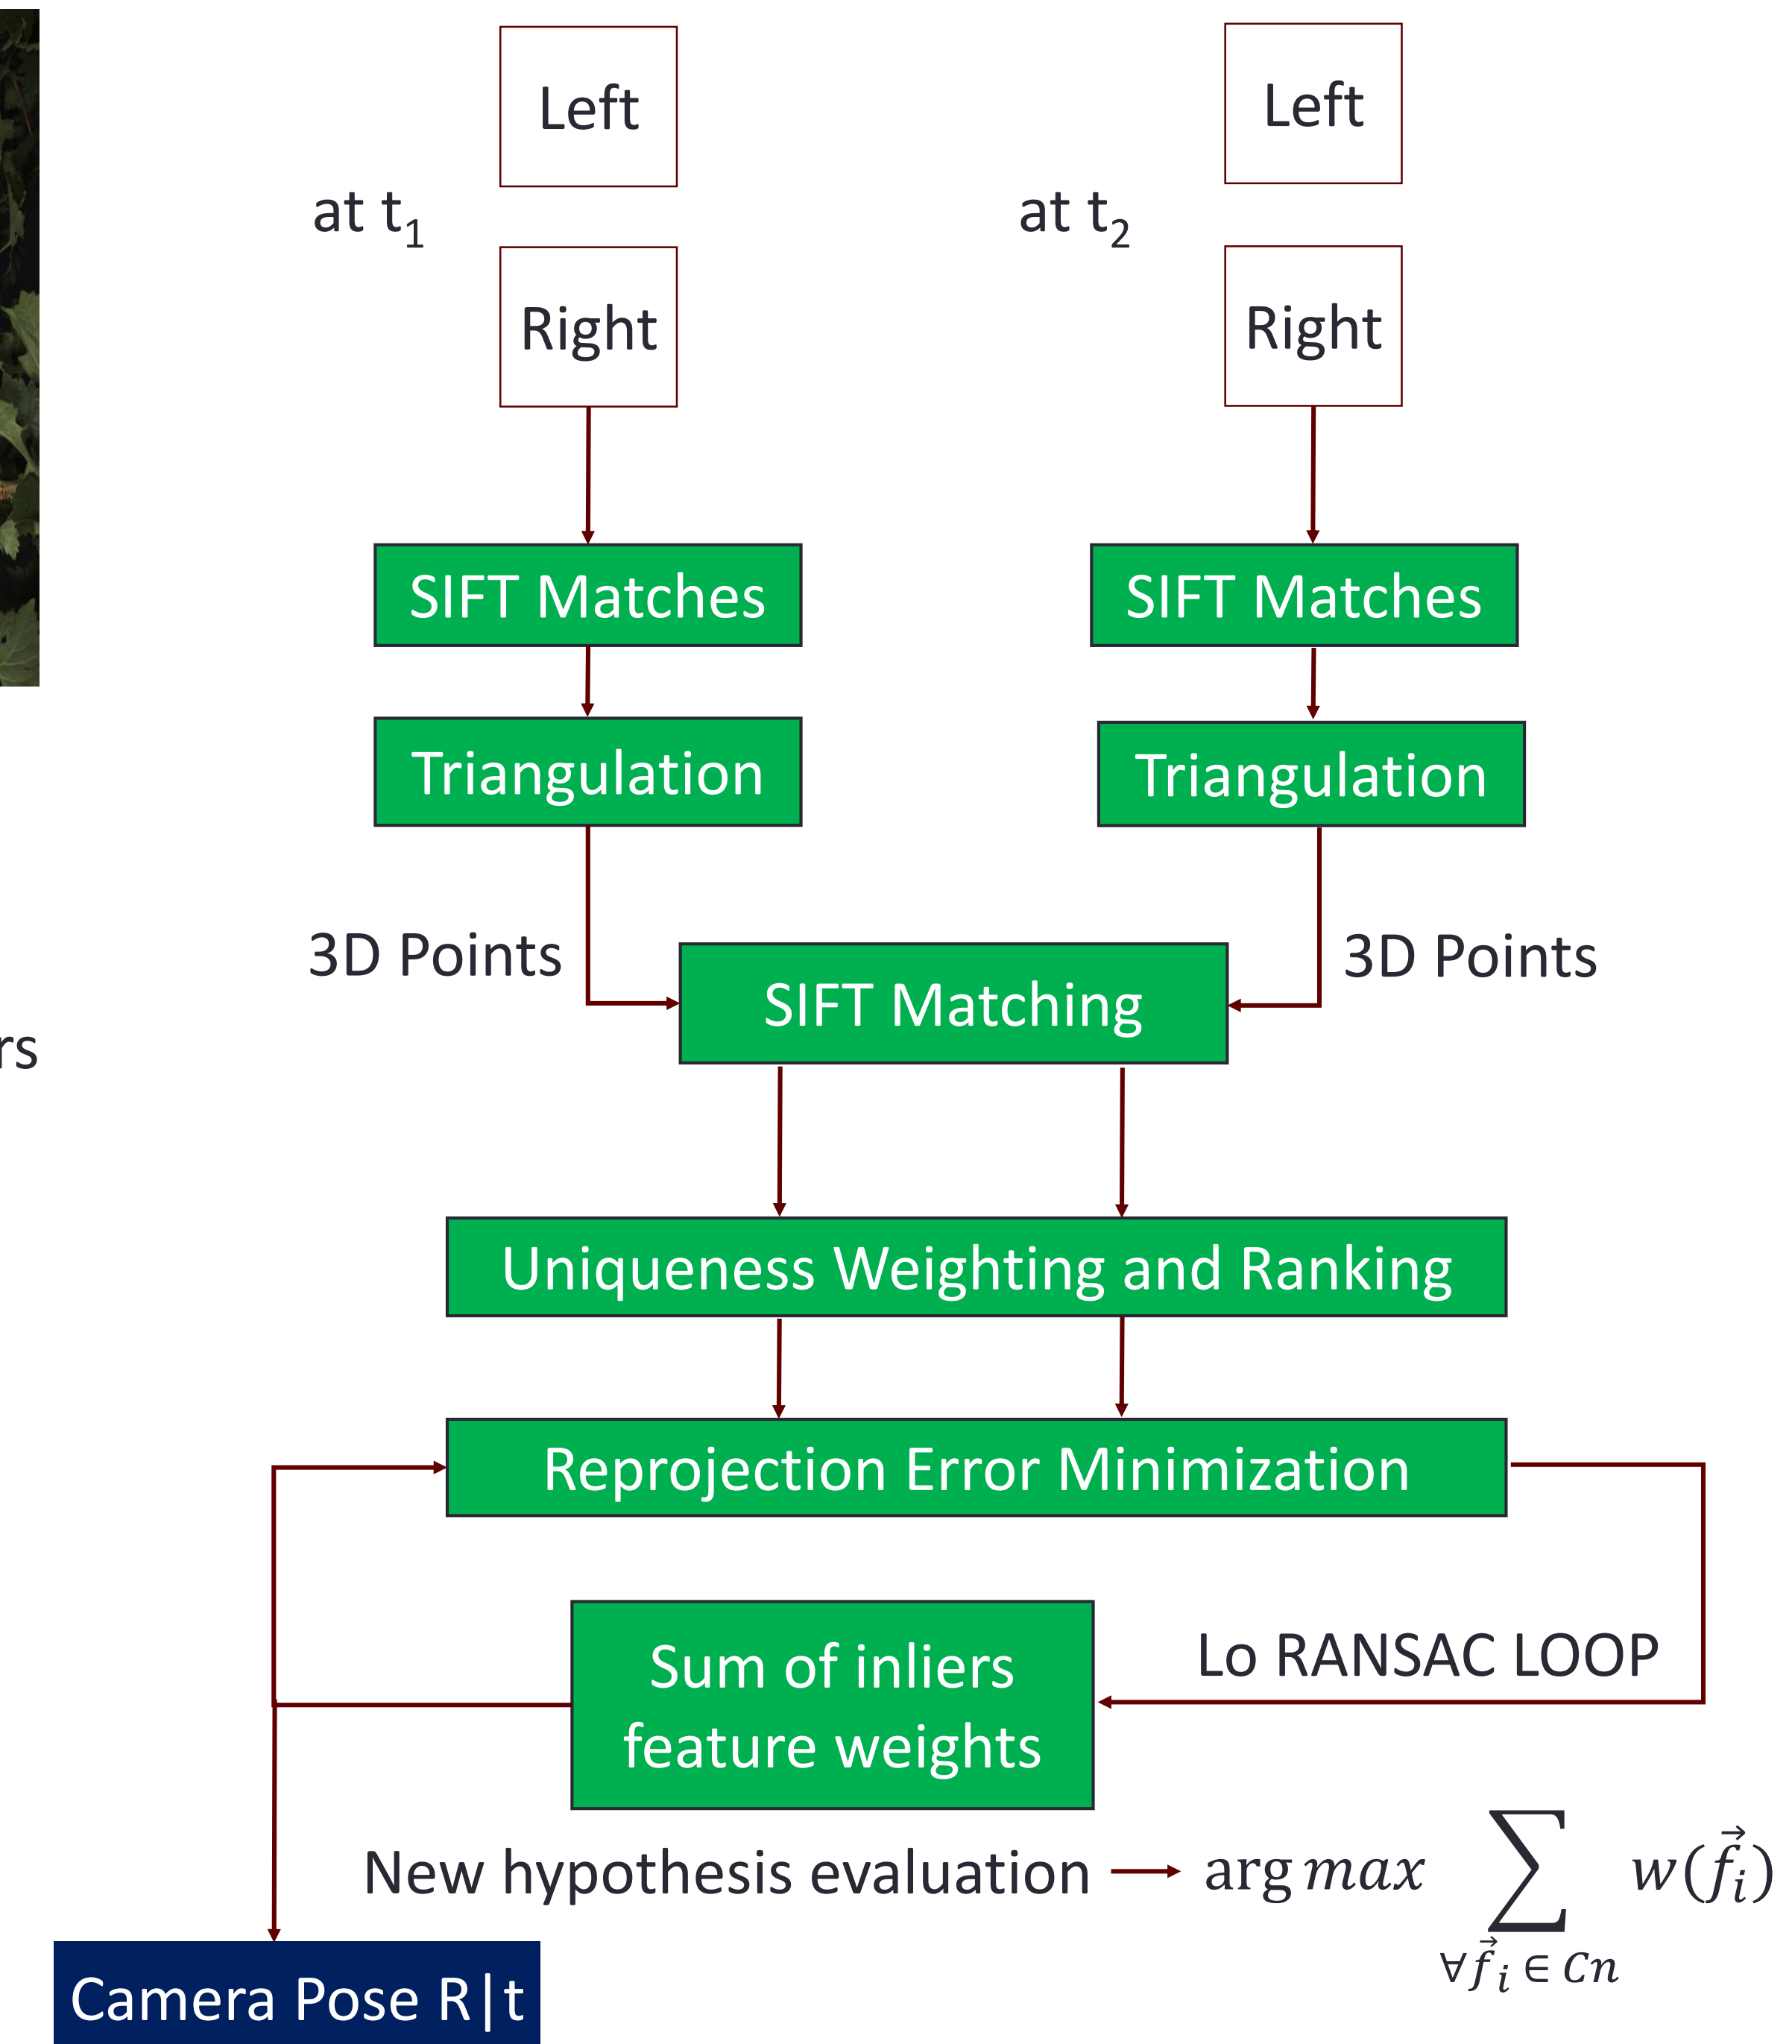 Left
Left
at t₁
at t₂
Right
Right
SIFT Matches
SIFT Matches
Triangulation
Triangulation
3D Points
3D Points
SIFT Matching
rs
Uniqueness Weighting and Ranking
Reprojection Error Minimization
Lo RANSAC LOOP
Sum of inliers
feature weights
New hypothesis evaluation → arg max ∑ w(f⃗ᵢ)
∀f⃗ᵢ ∈ Cn
Camera Pose R|t